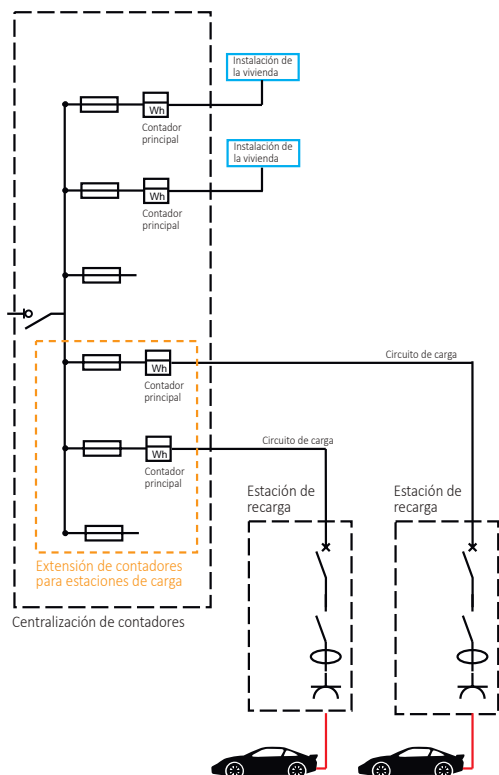 Instalación de
la vivienda
Wh
Contador
principal
Instalación de
la vivienda
Wh
Contador
principal
Wh
Contador
principal
Circuito de carga
Wh
Contador
principal
Circuito de carga
Estación de
recarga
Estación de
recarga
Extensión de contadores
para estaciones de carga
Centralización de contadores